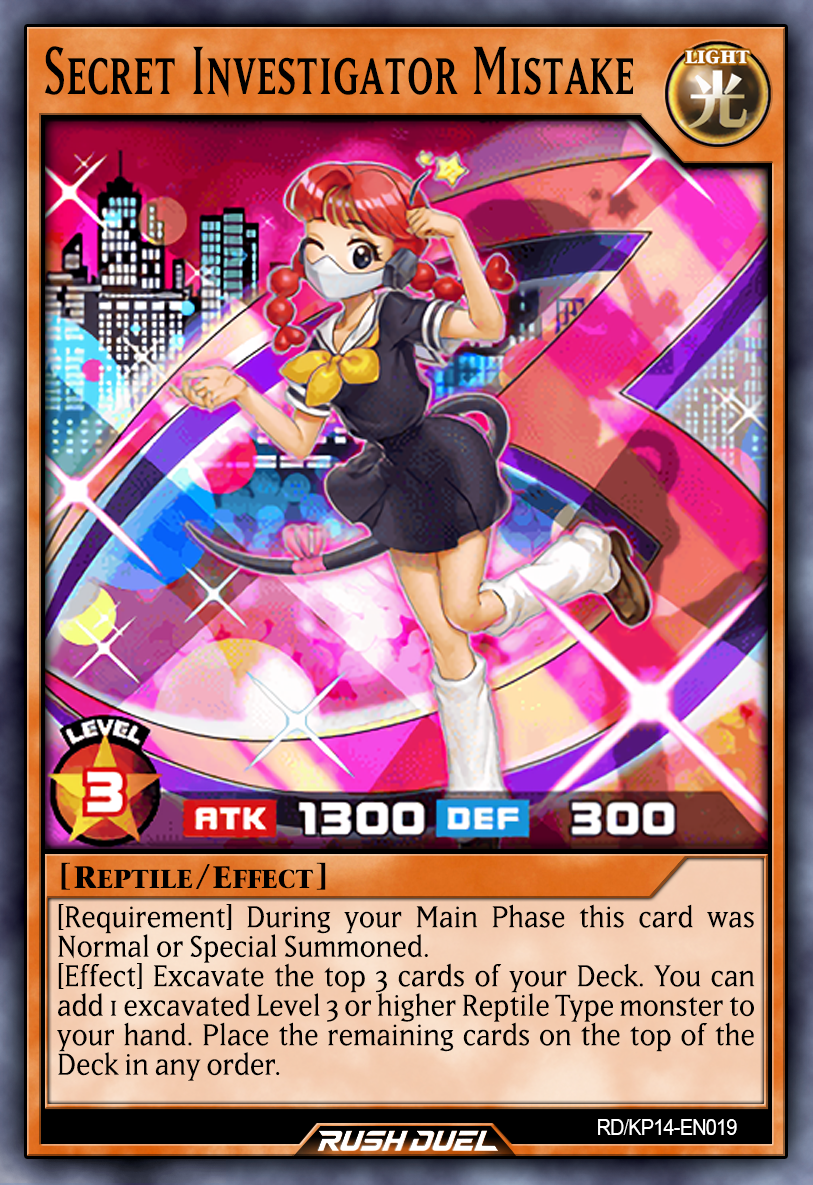 Secret Investigator Mistake
LIGHT
光
LEVEL
3
ATK 1300 DEF 300
[Reptile/Effect]
[Requirement] During your Main Phase this card was
Normal or Special Summoned.
[Effect] Excavate the top 3 cards of your Deck. You can
add 1 excavated Level 3 or higher Reptile Type monster to
your hand. Place the remaining cards on the top of the
Deck in any order.
RD/KP14-EN019
RUSH DUEL